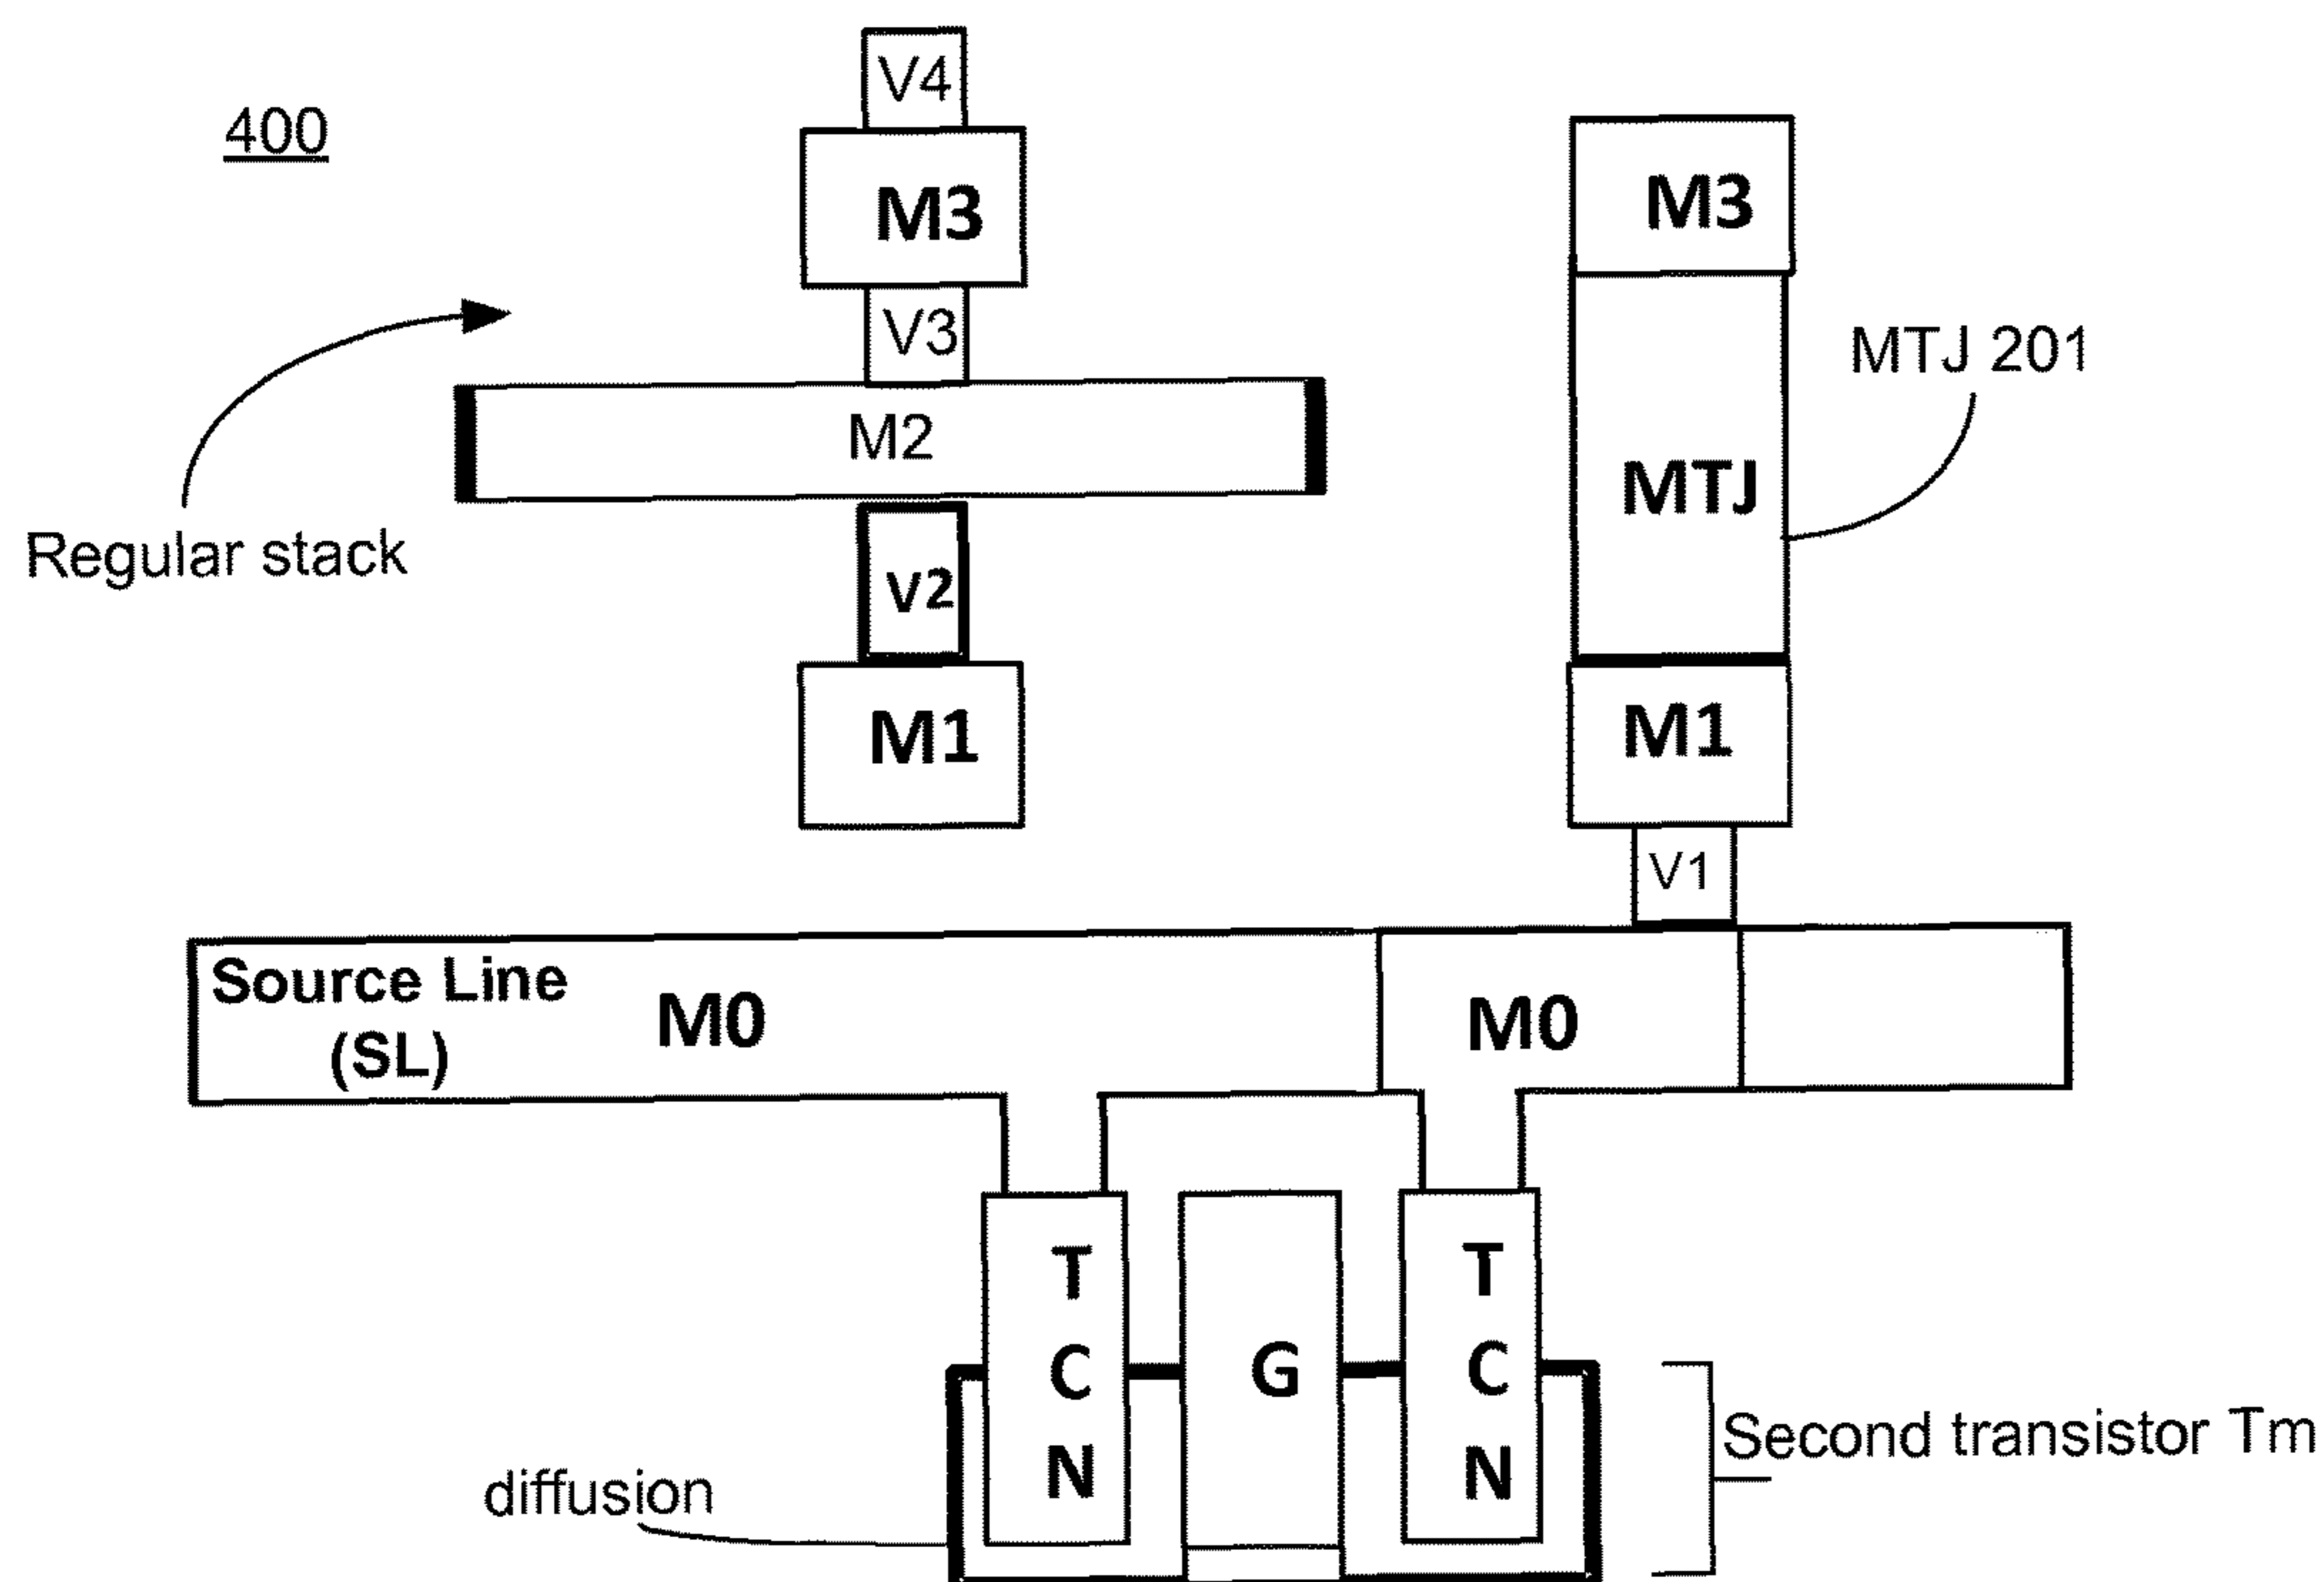 400
V4
M3
M3
V3
MTJ 201
M2
MTJ
Regular stack
V2
M1
M1
V1
Source Line
(SL)
M0
M0
T
C
N
G
T
C
N
Second transistor Tm
diffusion